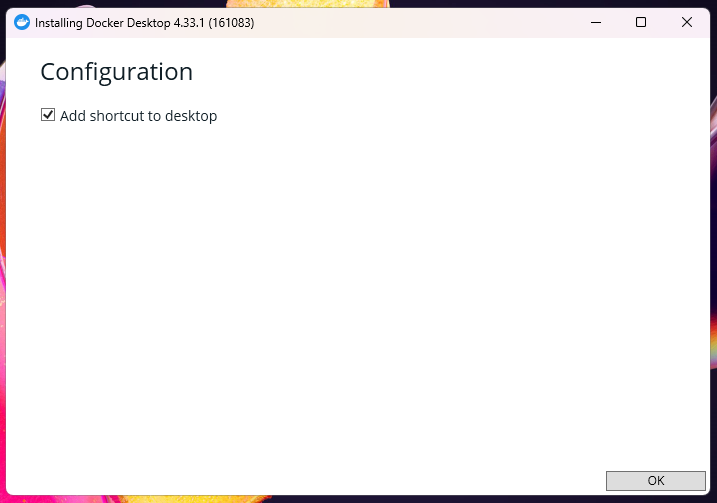 Installing Docker Desktop 4.33.1 (161083)
Configuration
Add shortcut to desktop
OK